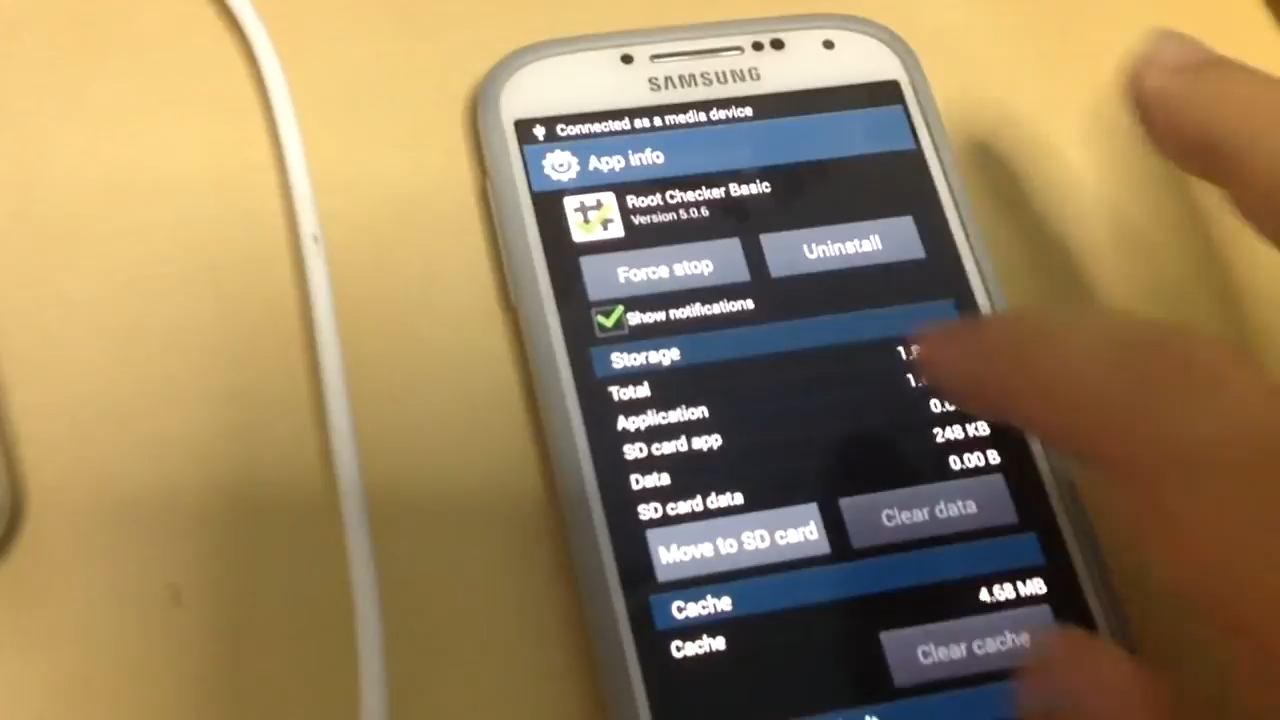 SAMSUNG
Connected as a media device
App info
Root Checker Basic
Version 5.0.6
Force stop
Uninstall
Show notifications
Storage
Total
Application
SD card app
Data 248 KB
SD card data 0.00 B
Move to SD card
Clear data
Cache
Cache 4.68 MB
Clear cache